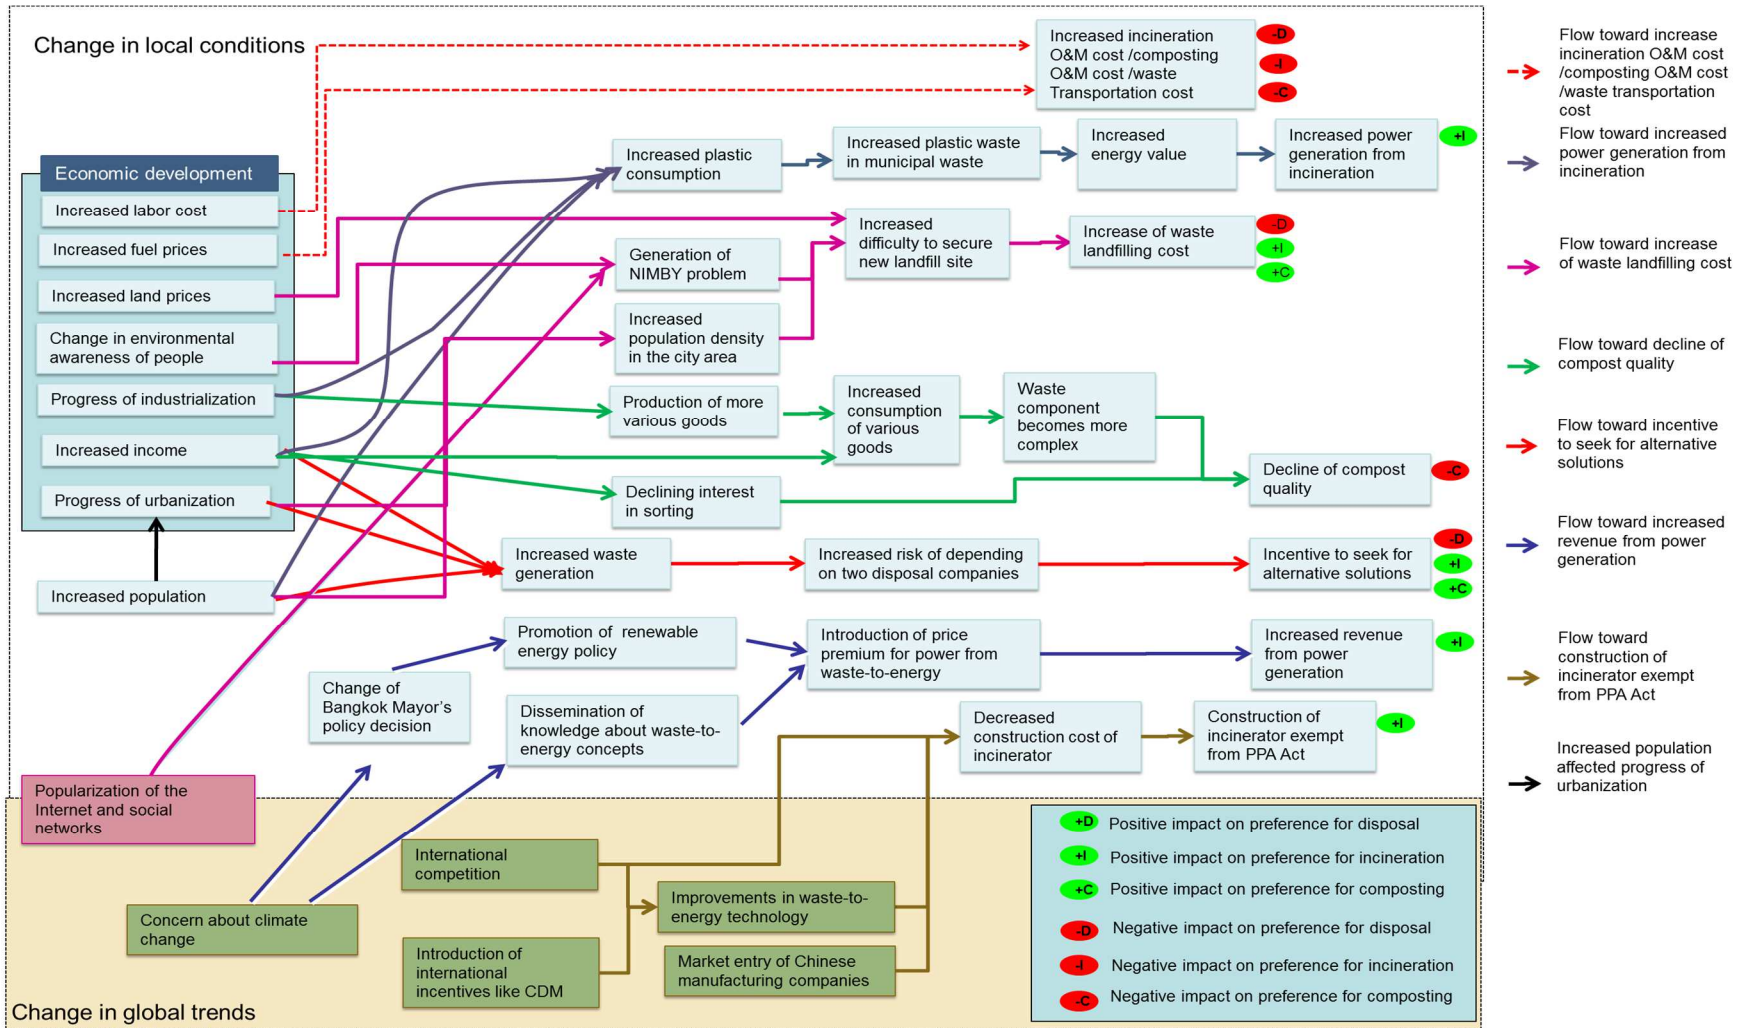 Change in local conditions
Increased incineration
O&M cost /composting
O&M cost /waste
Transportation cost
-D
-I
-C
Flow toward increase
incineration O&M cost
/composting O&M cost
/waste transportation
cost
Economic development
Increased labor cost
Increased fuel prices
Increased land prices
Change in environmental
awareness of people
Progress of industrialization
Increased income
Progress of urbanization
Increased population
Increased plastic
consumption
Increased plastic waste
in municipal waste
Increased
energy value
Increased power
generation from
incineration
+I
Flow toward increased
power generation from
incineration
Generation of
NIMBY problem
Increased
population density
in the city area
Increased
difficulty to secure
new landfill site
Increase of waste
landfilling cost
-D
+I
+C
Flow toward increase
of waste landfilling cost
Production of more
various goods
Increased
consumption
of various
goods
Waste
component
becomes more
complex
Declining interest
in sorting
Decline of compost
quality
-C
Flow toward decline of
compost quality
Increased waste
generation
Increased risk of depending
on two disposal companies
Incentive to seek for
alternative solutions
-D
+I
+C
Flow toward incentive
to seek for alternative
solutions
Promotion of renewable
energy policy
Change of
Bangkok Mayor's
policy decision
Dissemination of
knowledge about waste-to-
energy concepts
Introduction of price
premium for power from
waste-to-energy
Increased revenue
from power
generation
+I
Flow toward increased
revenue from power
generation
Decreased
construction cost of
incinerator
Construction of
incinerator exempt
from PPA Act
+I
Flow toward
construction of
incinerator exempt
from PPA Act
Increased population
affected progress of
urbanization
Popularization of the
Internet and social
networks
International
competition
Concern about climate
change
Introduction of
international
incentives like CDM
Improvements in waste-to-
energy technology
Market entry of Chinese
manufacturing companies
+D Positive impact on preference for disposal
+I Positive impact on preference for incineration
+C Positive impact on preference for composting
-D Negative impact on preference for disposal
-I Negative impact on preference for incineration
-C Negative impact on preference for composting
Change in global trends